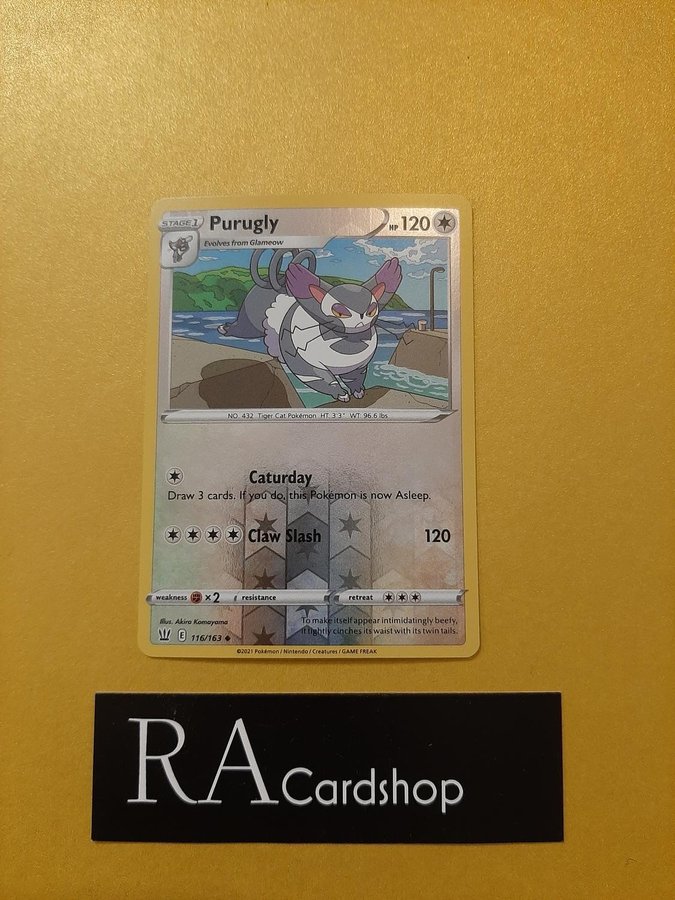 STAGE 1 Purugly HP 120
Evolves from Glameow
NO. 432 Tiger Cat Pokémon HT: 3'3" WT: 96.6 lbs.
Caturday
Draw 3 cards. If you do, this Pokémon is now Asleep.
Claw Slash 120
weakness ×2 resistance retreat
Illus. Akira Komayama
E 116/163
To make itself appear intimidatingly beefy,
it tightly cinches its waist with its twin tails.
©2021 Pokémon / Nintendo / Creatures / GAME FREAK
RA Cardshop